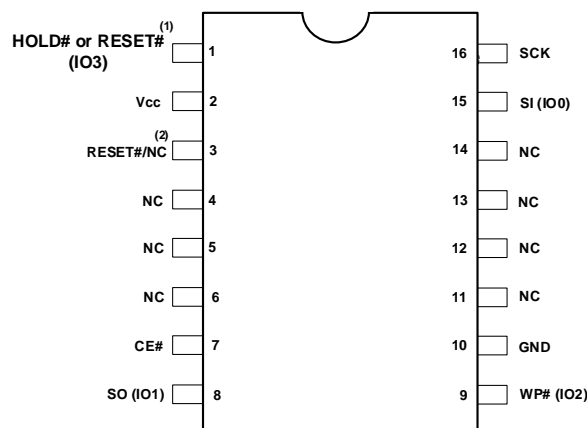 HOLD# or RESET# (1)
(IO3)
1
16
SCK
Vcc
2
15
SI (IO0)
RESET#/NC (2)
3
14
NC
NC
4
13
NC
NC
5
12
NC
NC
6
11
NC
CE#
7
10
GND
SO (IO1)
8
9
WP# (IO2)